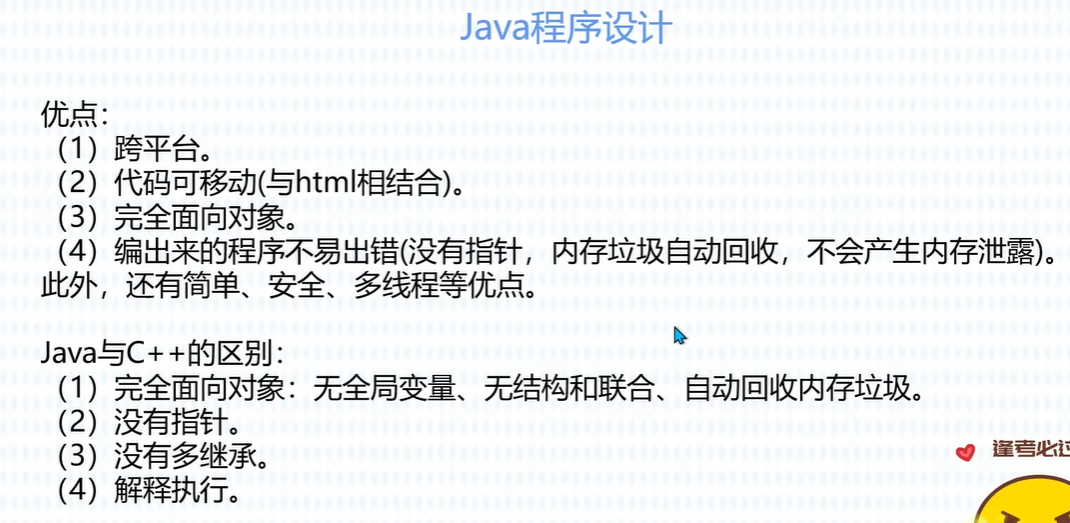 Java程序设计
优点：
（1）跨平台。
（2）代码可移动(与html相结合)。
（3）完全面向对象。
（4）编出来的程序不易出错(没有指针，内存垃圾自动回收，不会产生内存泄露)。
此外，还有简单、安全、多线程等优点。
Java与C++的区别：
（1）完全面向对象：无全局变量、无结构和联合、自动回收内存垃圾。
（2）没有指针。
（3）没有多继承。
（4）解释执行。
逢考必过